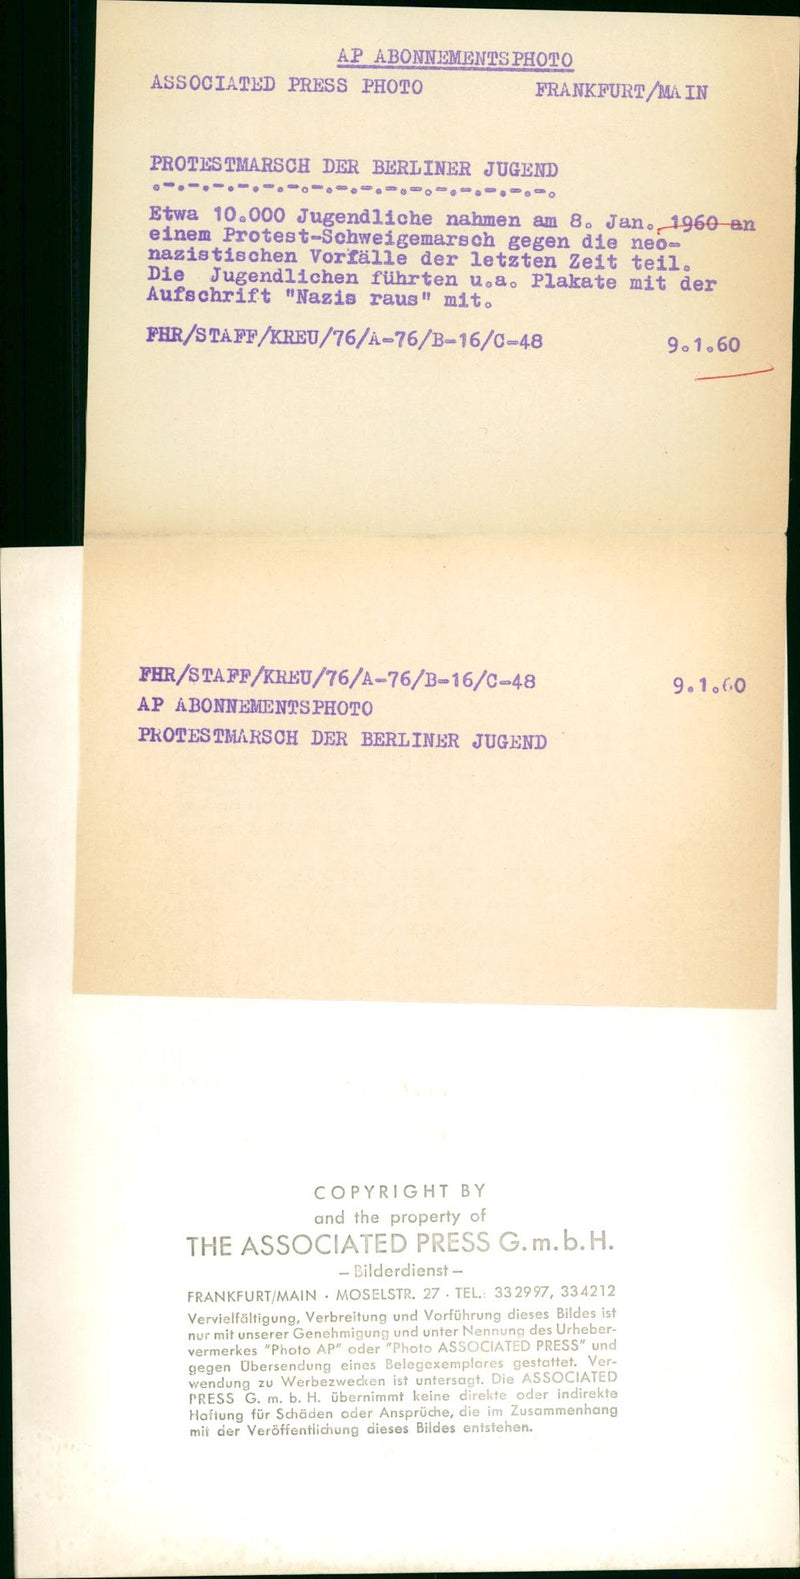 AP ABONNEMENTSPHOTO
ASSOCIATED PRESS PHOTO FRANKFURT/MAIN
PROTESTMARSCH DER BERLINER JUGEND
Etwa 10.000 Jugendliche nahmen am 8. Jan. 1960 an
einem Protest-Schweigemarsch gegen die neo-
nazistischen Vorfälle der letzten Zeit teil.
Die Jugendlichen führten u.a. Plakate mit der
Aufschrift "Nazis raus" mit.
FHR/STAFF/KREU/76/A-76/B-16/C-48 9.1.60
FHR/STAFF/KREU/76/A-76/B-16/C-48 9.1.60
AP ABONNEMENTSPHOTO
PROTESTMARSCH DER BERLINER JUGEND
COPYRIGHT BY
and the property of
THE ASSOCIATED PRESS G.m.b.H.
– Bilderdienst –
FRANKFURT/MAIN · MOSELSTR. 27 · TEL.: 332997, 334212
Vervielfältigung, Verbreitung und Vorführung dieses Bildes ist
nur mit unserer Genehmigung und unter Nennung des Urheber-
vermerkes "Photo AP" oder "Photo ASSOCIATED PRESS" und
gegen Übersendung eines Belegexemplares gestattet. Ver-
wendung zu Werbezwecken ist untersagt. Die ASSOCIATED
PRESS G. m. b. H. übernimmt keine direkte oder indirekte
Haftung für Schäden oder Ansprüche, die im Zusammenhang
mit der Veröffentlichung dieses Bildes entstehen.